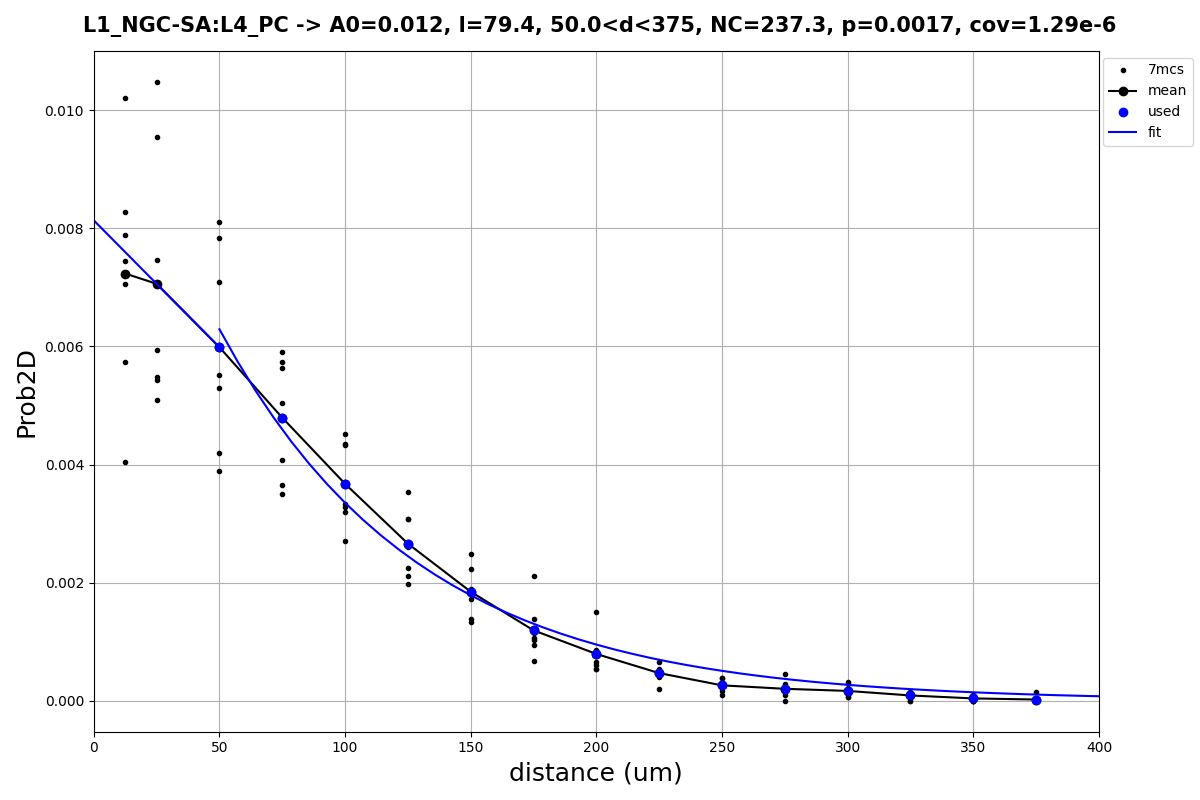 L1_NGC-SA:L4_PC -> A0=0.012, l=79.4, 50.0<d<375, NC=237.3, p=0.0017, cov=1.29e-6
7mcs
mean
used
fit
0.010
0.008
0.006
0.004
0.002
0.000
Prob2D
0 50 100 150 200 250 300 350 400
distance (um)